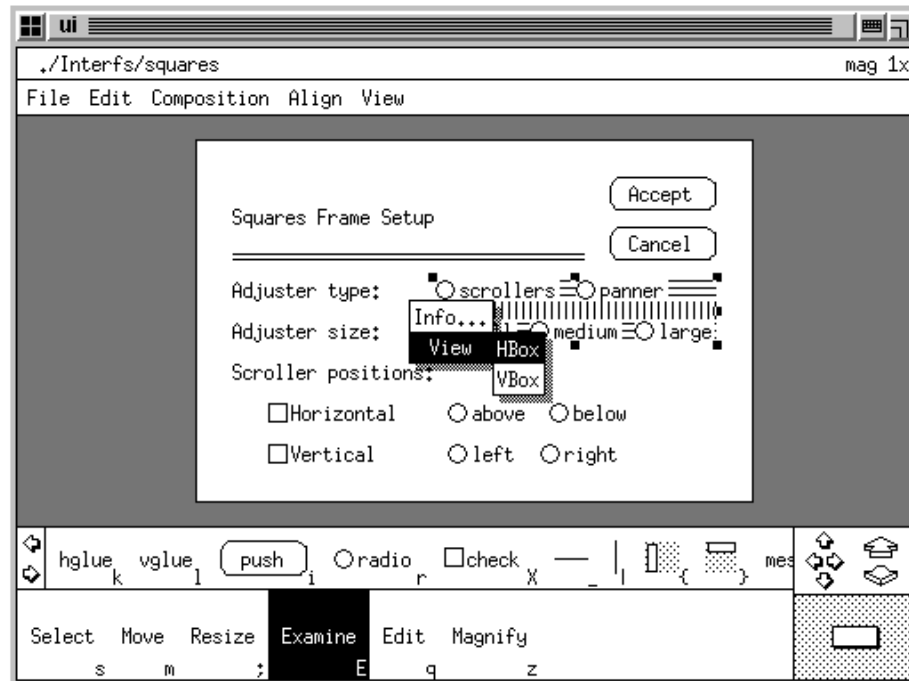 ui
./Interfs/squares mag 1x
File Edit Composition Align View
Accept
Squares Frame Setup
Cancel
Adjuster type: scrollers panner
Info...
Adjuster size: medium large
View HBox
Scroller positions:
VBox
Horizontal above below
Vertical left right
hglue k vglue l push i radio r check X _ | { } mes
Select s Move m Resize ; Examine E Edit q Magnify z